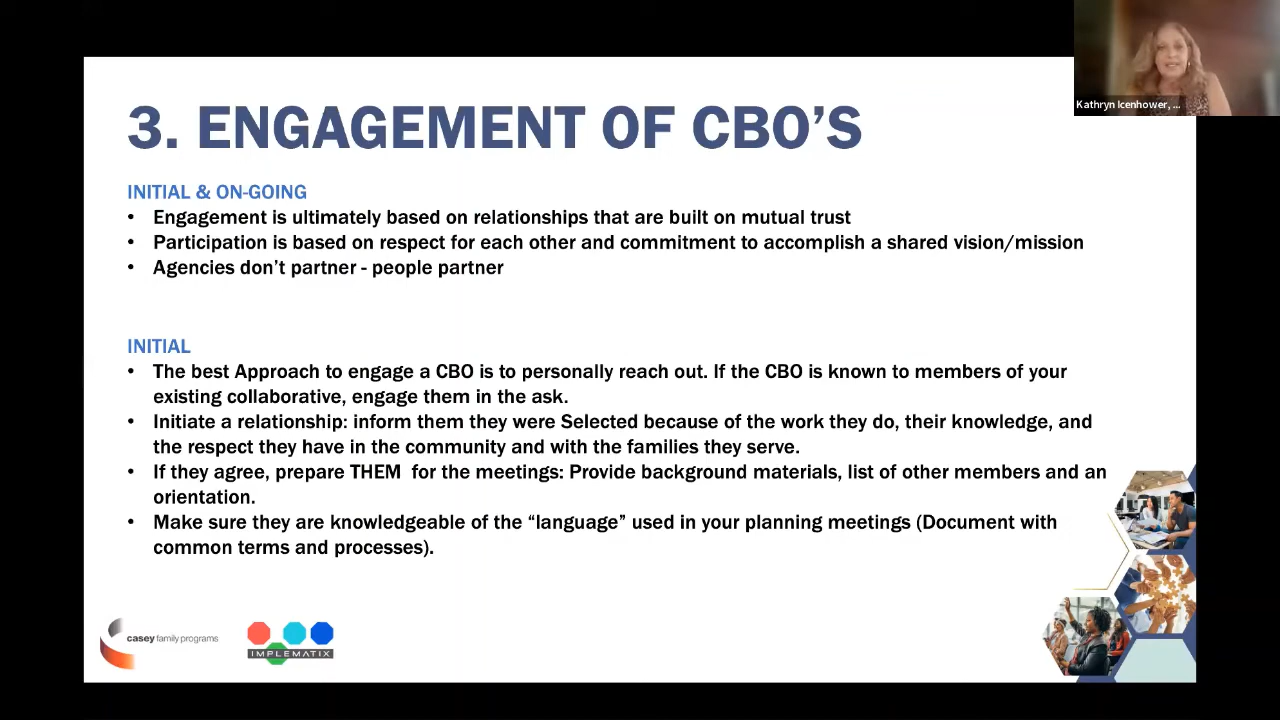 Kathryn Icenhower, ...
3. ENGAGEMENT OF CBO’S
INITIAL & ON-GOING
• Engagement is ultimately based on relationships that are built on mutual trust
• Participation is based on respect for each other and commitment to accomplish a shared vision/mission
• Agencies don’t partner - people partner
INITIAL
• The best Approach to engage a CBO is to personally reach out. If the CBO is known to members of your
existing collaborative, engage them in the ask.
• Initiate a relationship: inform them they were Selected because of the work they do, their knowledge, and
the respect they have in the community and with the families they serve.
• If they agree, prepare THEM  for the meetings: Provide background materials, list of other members and an
orientation.
• Make sure they are knowledgeable of the “language” used in your planning meetings (Document with
common terms and processes).
casey family programs
IMPLEMATIX